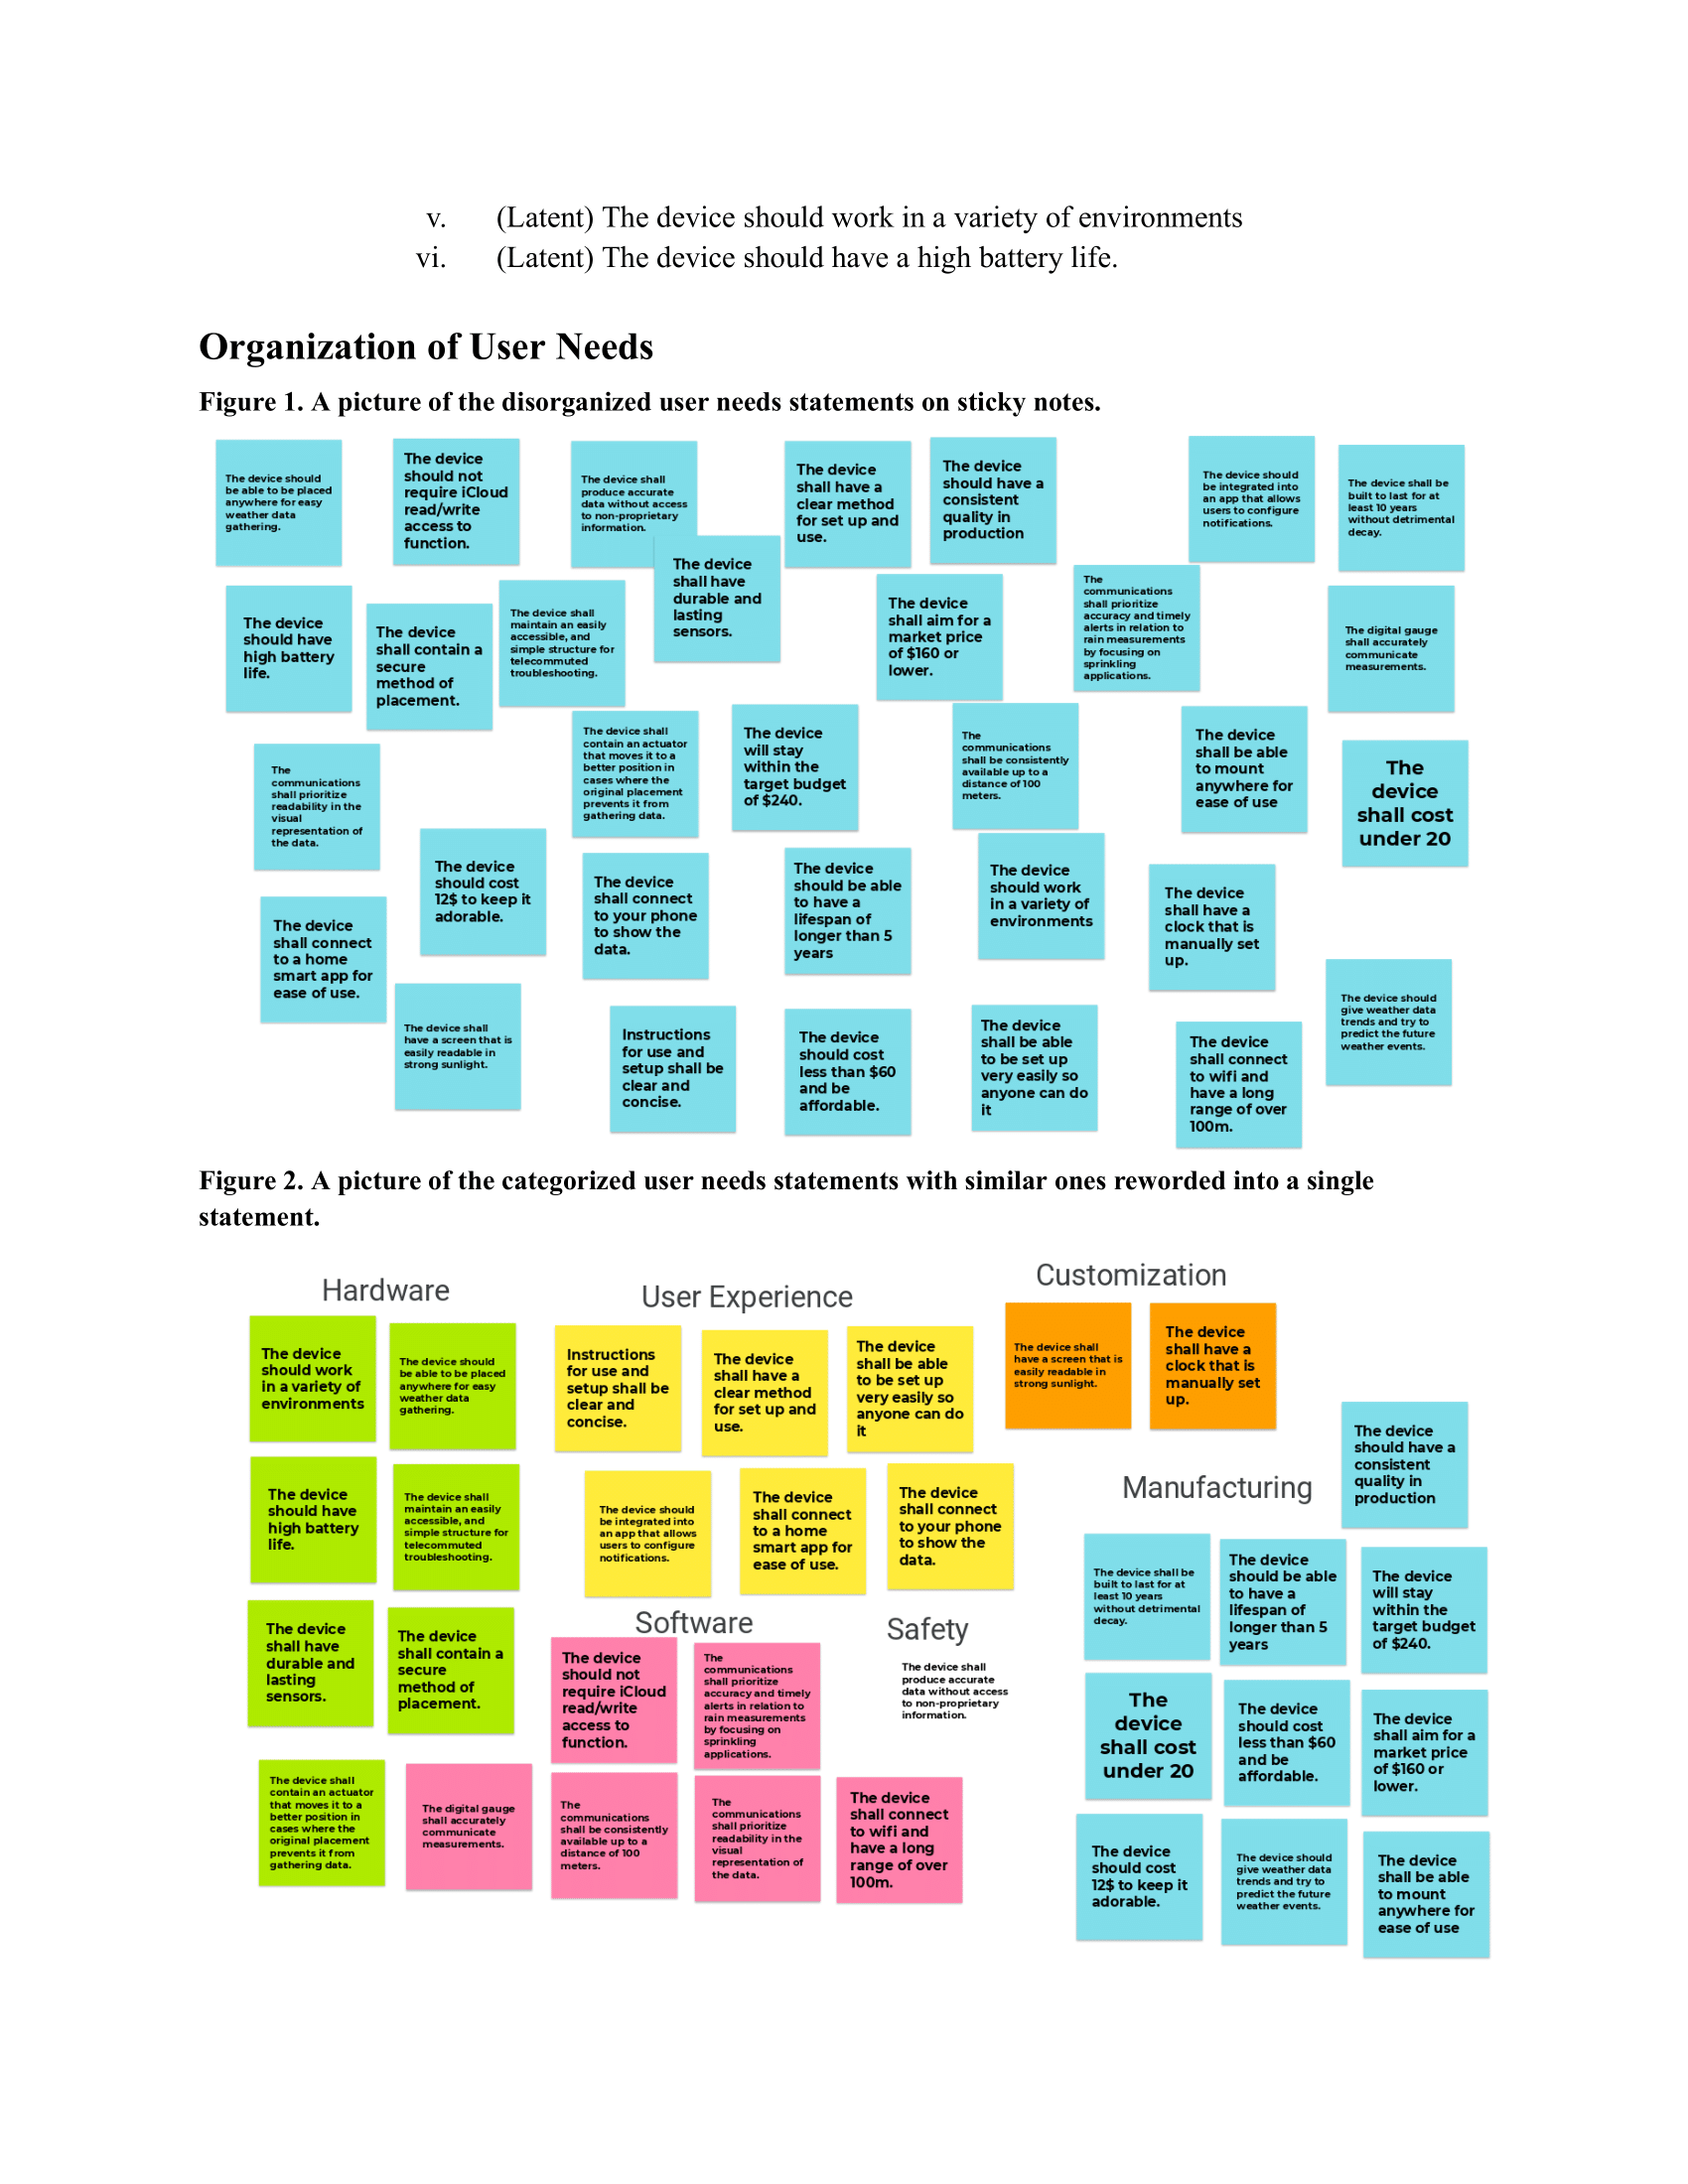 v. (Latent) The device should work in a variety of environments
vi. (Latent) The device should have a high battery life.
Organization of User Needs
Figure 1. A picture of the disorganized user needs statements on sticky notes.
The device should
be able to be placed
anywhere for easy
weather data
gathering.
The device
should not
require iCloud
read/write
access to
function.
The device shall
produce accurate
data without access
to non-proprietary
information.
The device
shall have a
clear method
for set up and
use.
The device
should have a
consistent
quality in
production
The device should
be integrated into
an app that allows
users to configure
notifications.
The device shall be
built to last for at
least 10 years
without detrimental
decay.
The device
should have
high battery
life.
The device
shall contain a
secure
method of
placement.
The device shall
maintain an easily
accessible, and
simple structure for
telecommuted
troubleshooting.
The device
shall have
durable and
lasting
sensors.
The device
shall aim for a
market price
of $160 or
lower.
The
communications
shall prioritize
accuracy and timely
alerts in relation to
rain measurements
by focusing on
sprinkling
applications.
The digital gauge
shall accurately
communicate
measurements.
The
communications
shall prioritize
readability in the
visual
representation of
the data.
The device shall
contain an actuator
that moves it to a
better position in
cases where the
original placement
prevents it from
gathering data.
The device
will stay
within the
target budget
of $240.
The
communications
shall be consistently
available up to a
distance of 100
meters.
The device
shall be able
to mount
anywhere for
ease of use
The
device
shall cost
under 20
The device
should cost
12$ to keep it
adorable.
The device
shall connect
to your phone
to show the
data.
The device
should be able
to have a
lifespan of
longer than 5
years
The device
should work
in a variety of
environments
The device
shall have a
clock that is
manually set
up.
The device
shall connect
to a home
smart app for
ease of use.
The device shall
have a screen that is
easily readable in
strong sunlight.
Instructions
for use and
setup shall be
clear and
concise.
The device
should cost
less than $60
and be
affordable.
The device
shall be able
to be set up
very easily so
anyone can do
it
The device
shall connect
to wifi and
have a long
range of over
100m.
The device should
give weather data
trends and try to
predict the future
weather events.
Figure 2. A picture of the categorized user needs statements with similar ones reworded into a single
statement.
Hardware
The device
should work
in a variety of
environments
The device should
be able to be placed
anywhere for easy
weather data
gathering.
The device
should have
high battery
life.
The device shall
maintain an easily
accessible, and
simple structure for
telecommuted
troubleshooting.
The device
shall have
durable and
lasting
sensors.
The device
shall contain a
secure
method of
placement.
The device shall
contain an actuator
that moves it to a
better position in
cases where the
original placement
prevents it from
gathering data.
User Experience
Instructions
for use and
setup shall be
clear and
concise.
The device
shall have a
clear method
for set up and
use.
The device
shall be able
to be set up
very easily so
anyone can do
it
The device should
be integrated into
an app that allows
users to configure
notifications.
The device
shall connect
to a home
smart app for
ease of use.
The device
shall connect
to your phone
to show the
data.
Customization
The device shall
have a screen that is
easily readable in
strong sunlight.
The device
shall have a
clock that is
manually set
up.
Software
The device
should not
require iCloud
read/write
access to
function.
The
communications
shall prioritize
accuracy and timely
alerts in relation to
rain measurements
by focusing on
sprinkling
applications.
The digital gauge
shall accurately
communicate
measurements.
The
communications
shall be consistently
available up to a
distance of 100
meters.
The
communications
shall prioritize
readability in the
visual
representation of
the data.
The device
shall connect
to wifi and
have a long
range of over
100m.
Safety
The device shall
produce accurate
data without access
to non-proprietary
information.
Manufacturing
The device
should have a
consistent
quality in
production
The device shall be
built to last for at
least 10 years
without detrimental
decay.
The device
should be able
to have a
lifespan of
longer than 5
years
The device
will stay
within the
target budget
of $240.
The
device
shall cost
under 20
The device
should cost
less than $60
and be
affordable.
The device
shall aim for a
market price
of $160 or
lower.
The device
should cost
12$ to keep it
adorable.
The device should
give weather data
trends and try to
predict the future
weather events.
The device
shall be able
to mount
anywhere for
ease of use